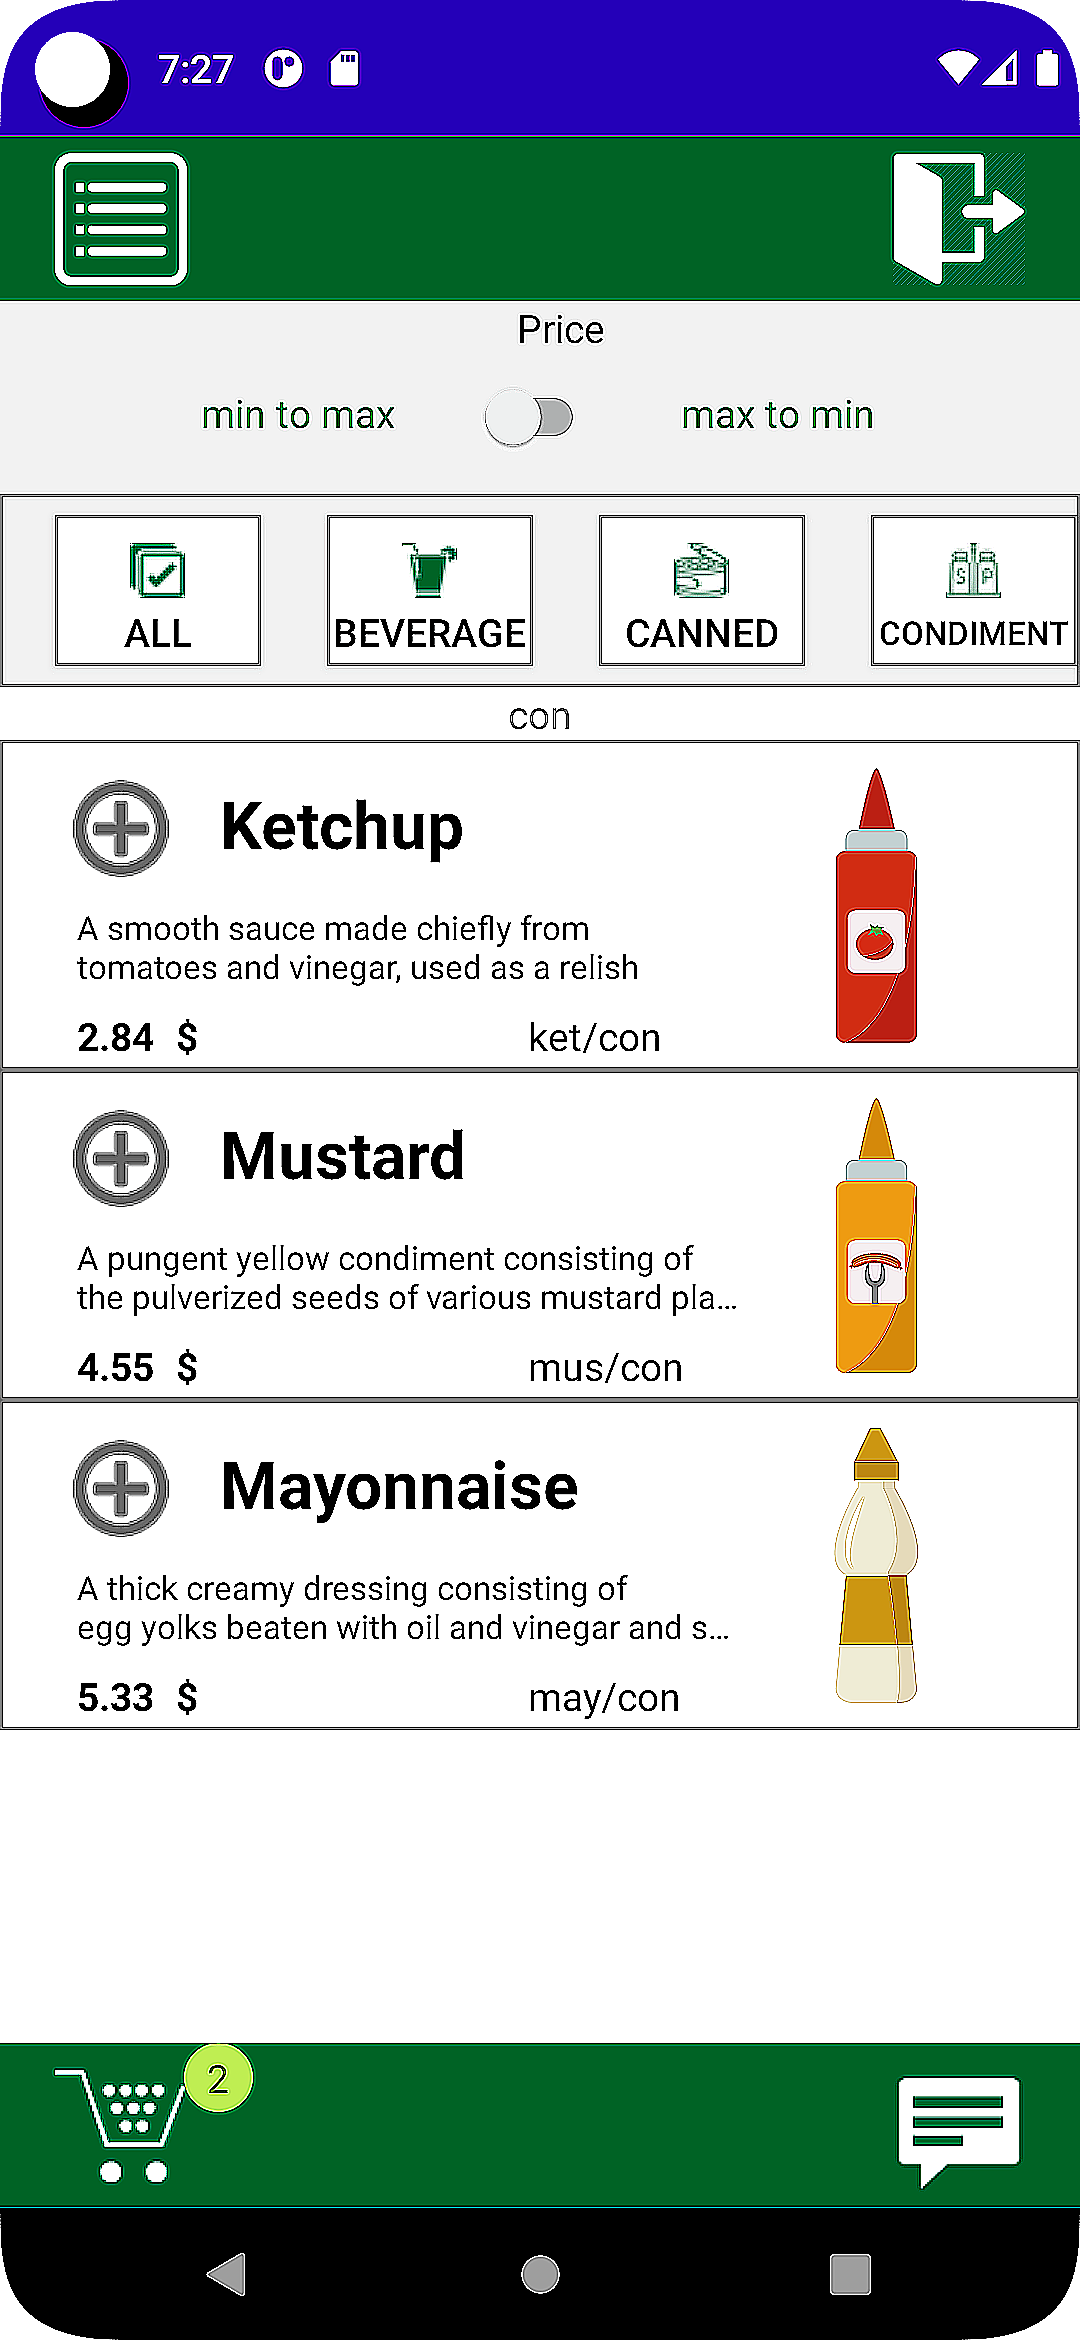 7:27
Price
min to max
max to min
ALL
BEVERAGE
CANNED
CONDIMENT
S P
con
Ketchup
A smooth sauce made chiefly from
tomatoes and vinegar, used as a relish
2.84 $
ket/con
Mustard
A pungent yellow condiment consisting of
the pulverized seeds of various mustard pla...
4.55 $
mus/con
Mayonnaise
A thick creamy dressing consisting of
egg yolks beaten with oil and vinegar and s...
5.33 $
may/con
2